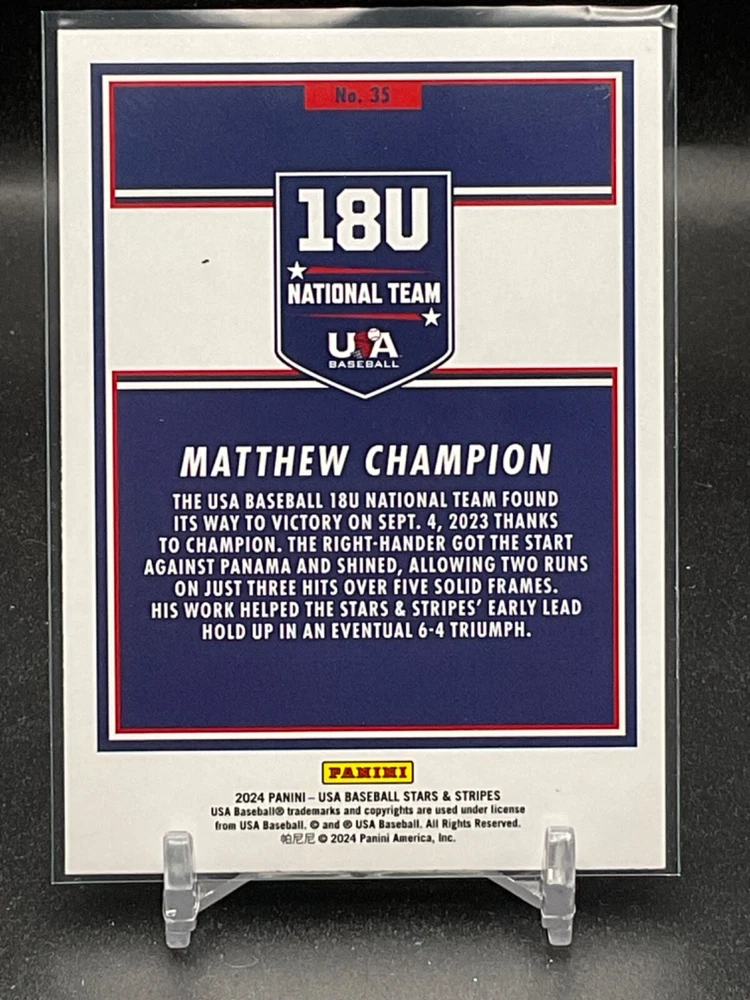 No. 35
18U
NATIONAL TEAM
USA
BASEBALL
MATTHEW CHAMPION
THE USA BASEBALL 18U NATIONAL TEAM FOUND
ITS WAY TO VICTORY ON SEPT. 4, 2023 THANKS
TO CHAMPION. THE RIGHT-HANDER GOT THE START
AGAINST PANAMA AND SHINED, ALLOWING TWO RUNS
ON JUST THREE HITS OVER FIVE SOLID FRAMES.
HIS WORK HELPED THE STARS & STRIPES' EARLY LEAD
HOLD UP IN AN EVENTUAL 6-4 TRIUMPH.
PANINI
2024 PANINI – USA BASEBALL STARS & STRIPES
USA Baseball® trademarks and copyrights are used under license
from USA Baseball. © and ® USA Baseball. All Rights Reserved.
帕尼尼 © 2024 Panini America, Inc.